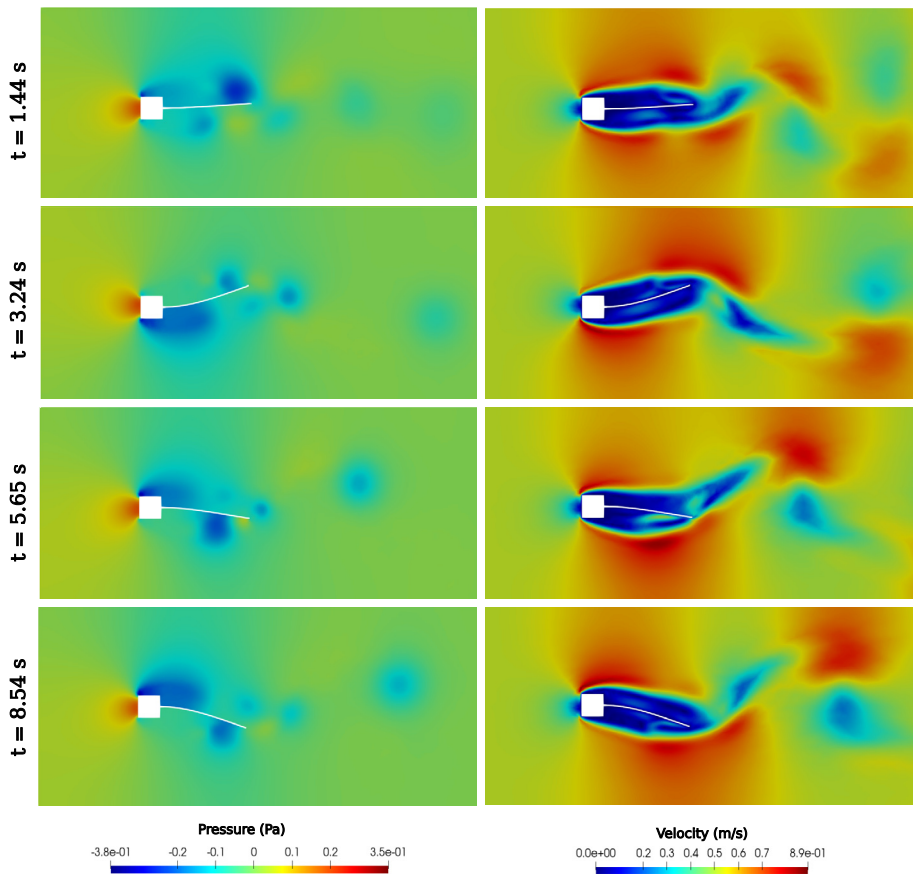 t = 1.44 s
t = 3.24 s
t = 5.65 s
t = 8.54 s
Pressure (Pa)
-3.8e-01 -0.2 -0.1 0 0.1 0.2 3.5e-01
Velocity (m/s)
0.0e+00 0.2 0.3 0.4 0.5 0.6 0.7 8.9e-01